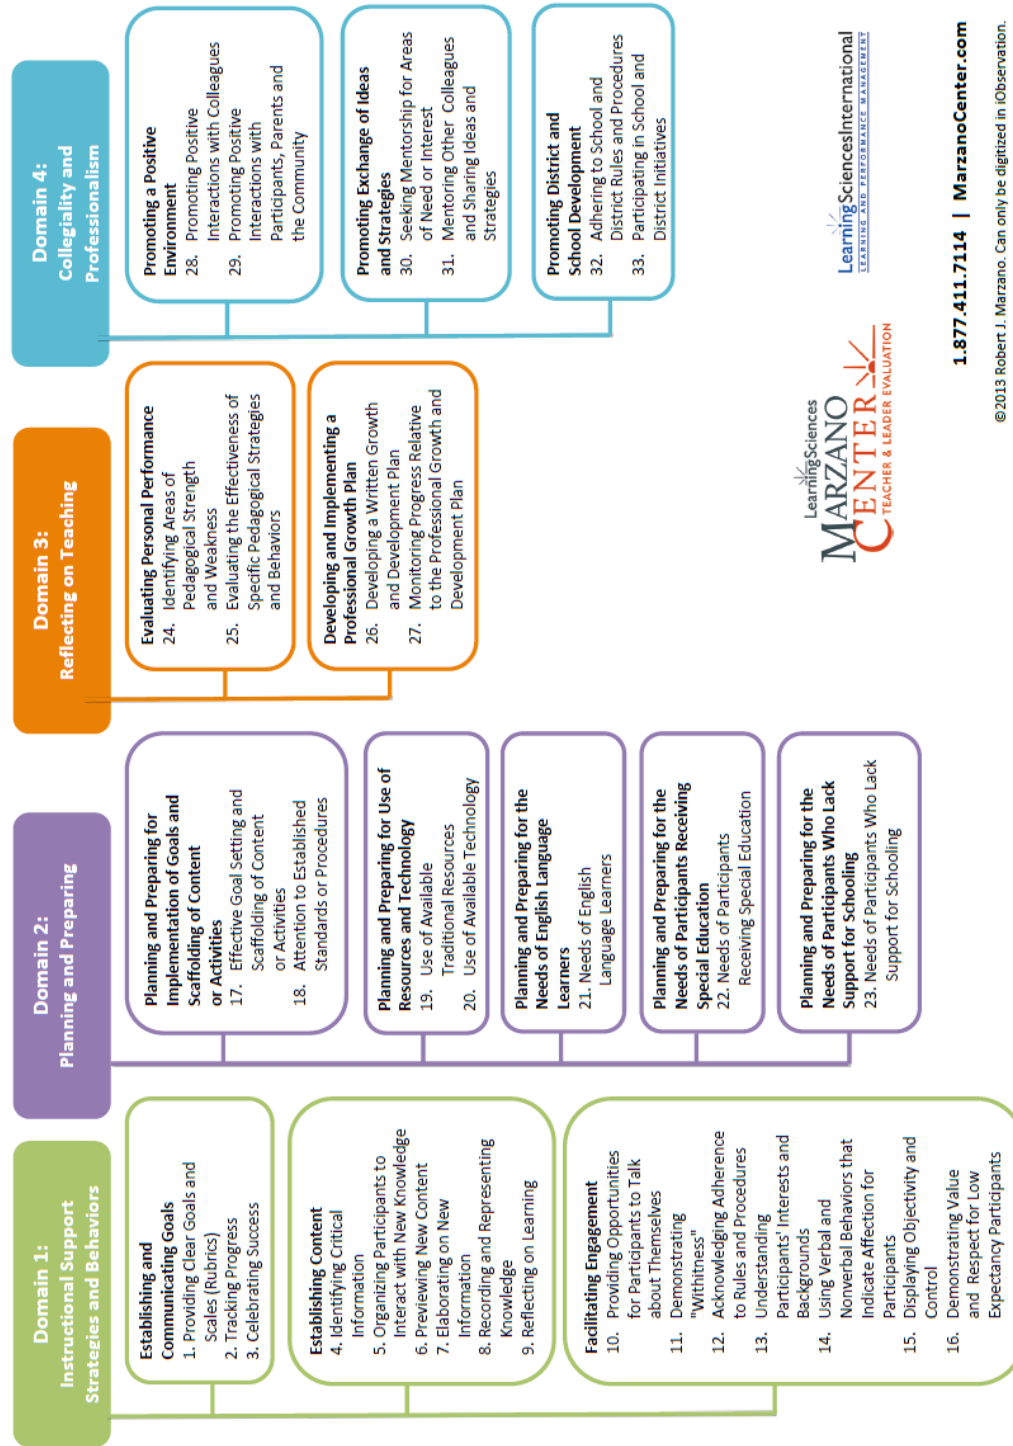 Domain 1:
Instructional Support
Strategies and Behaviors
Establishing and
Communicating Goals
1. Providing Clear Goals and
Scales (Rubrics)
2. Tracking Progress
3. Celebrating Success
Establishing Content
4. Identifying Critical
Information
5. Organizing Participants to
Interact with New Knowledge
6. Previewing New Content
7. Elaborating on New
Information
8. Recording and Representing
Knowledge
9. Reflecting on Learning
Facilitating Engagement
10. Providing Opportunities
for Participants to Talk
about Themselves
11. Demonstrating
"Withitness"
12. Acknowledging Adherence
to Rules and Procedures
13. Understanding
Participants' Interests and
Backgrounds
14. Using Verbal and
Nonverbal Behaviors that
Indicate Affection for
Participants
15. Displaying Objectivity and
Control
16. Demonstrating Value
and Respect for Low
Expectancy Participants
Domain 2:
Planning and Preparing
Planning and Preparing for
Implementation of Goals and
Scaffolding of Content
or Activities
17. Effective Goal Setting and
Scaffolding of Content
or Activities
18. Attention to Established
Standards or Procedures
Planning and Preparing for Use of
Resources and Technology
19. Use of Available
Traditional Resources
20. Use of Available Technology
Planning and Preparing for the
Needs of English Language
Learners
21. Needs of English
Language Learners
Planning and Preparing for the
Needs of Participants Receiving
Special Education
22. Needs of Participants
Receiving Special Education
Planning and Preparing for the
Needs of Participants Who Lack
Support for Schooling
23. Needs of Participants Who Lack
Support for Schooling
Domain 3:
Reflecting on Teaching
Evaluating Personal Performance
24. Identifying Areas of
Pedagogical Strength
and Weakness
25. Evaluating the Effectiveness of
Specific Pedagogical Strategies
and Behaviors
Developing and Implementing a
Professional Growth Plan
26. Developing a Written Growth
and Development Plan
27. Monitoring Progress Relative
to the Professional Growth and
Development Plan
Domain 4:
Collegiality and
Professionalism
Promoting a Positive
Environment
28. Promoting Positive
Interactions with Colleagues
29. Promoting Positive
Interactions with
Participants, Parents and
the Community
Promoting Exchange of Ideas
and Strategies
30. Seeking Mentorship for Areas
of Need or Interest
31. Mentoring Other Colleagues
and Sharing Ideas and
Strategies
Promoting District and
School Development
32. Adhering to School and
District Rules and Procedures
33. Participating in School and
District Initiatives
LearningSciences
MARZANO
CENTER
TEACHER & LEADER EVALUATION
LearningSciencesInternational
LEARNING AND PERFORMANCE MANAGEMENT
1.877.411.7114 | MarzanoCenter.com
©2013 Robert J. Marzano. Can only be digitized in iObservation.